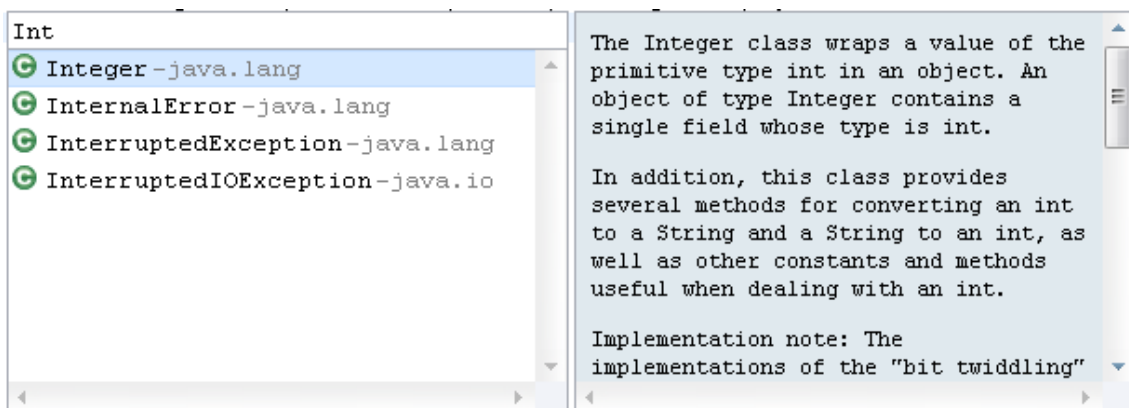 Int
Integer-java.lang
InternalError-java.lang
InterruptedException-java.lang
InterruptedIOException-java.io
The Integer class wraps a value of the
primitive type int in an object. An
object of type Integer contains a
single field whose type is int.
In addition, this class provides
several methods for converting an int
to a String and a String to an int, as
well as other constants and methods
useful when dealing with an int.
Implementation note: The
implementations of the "bit twiddling"